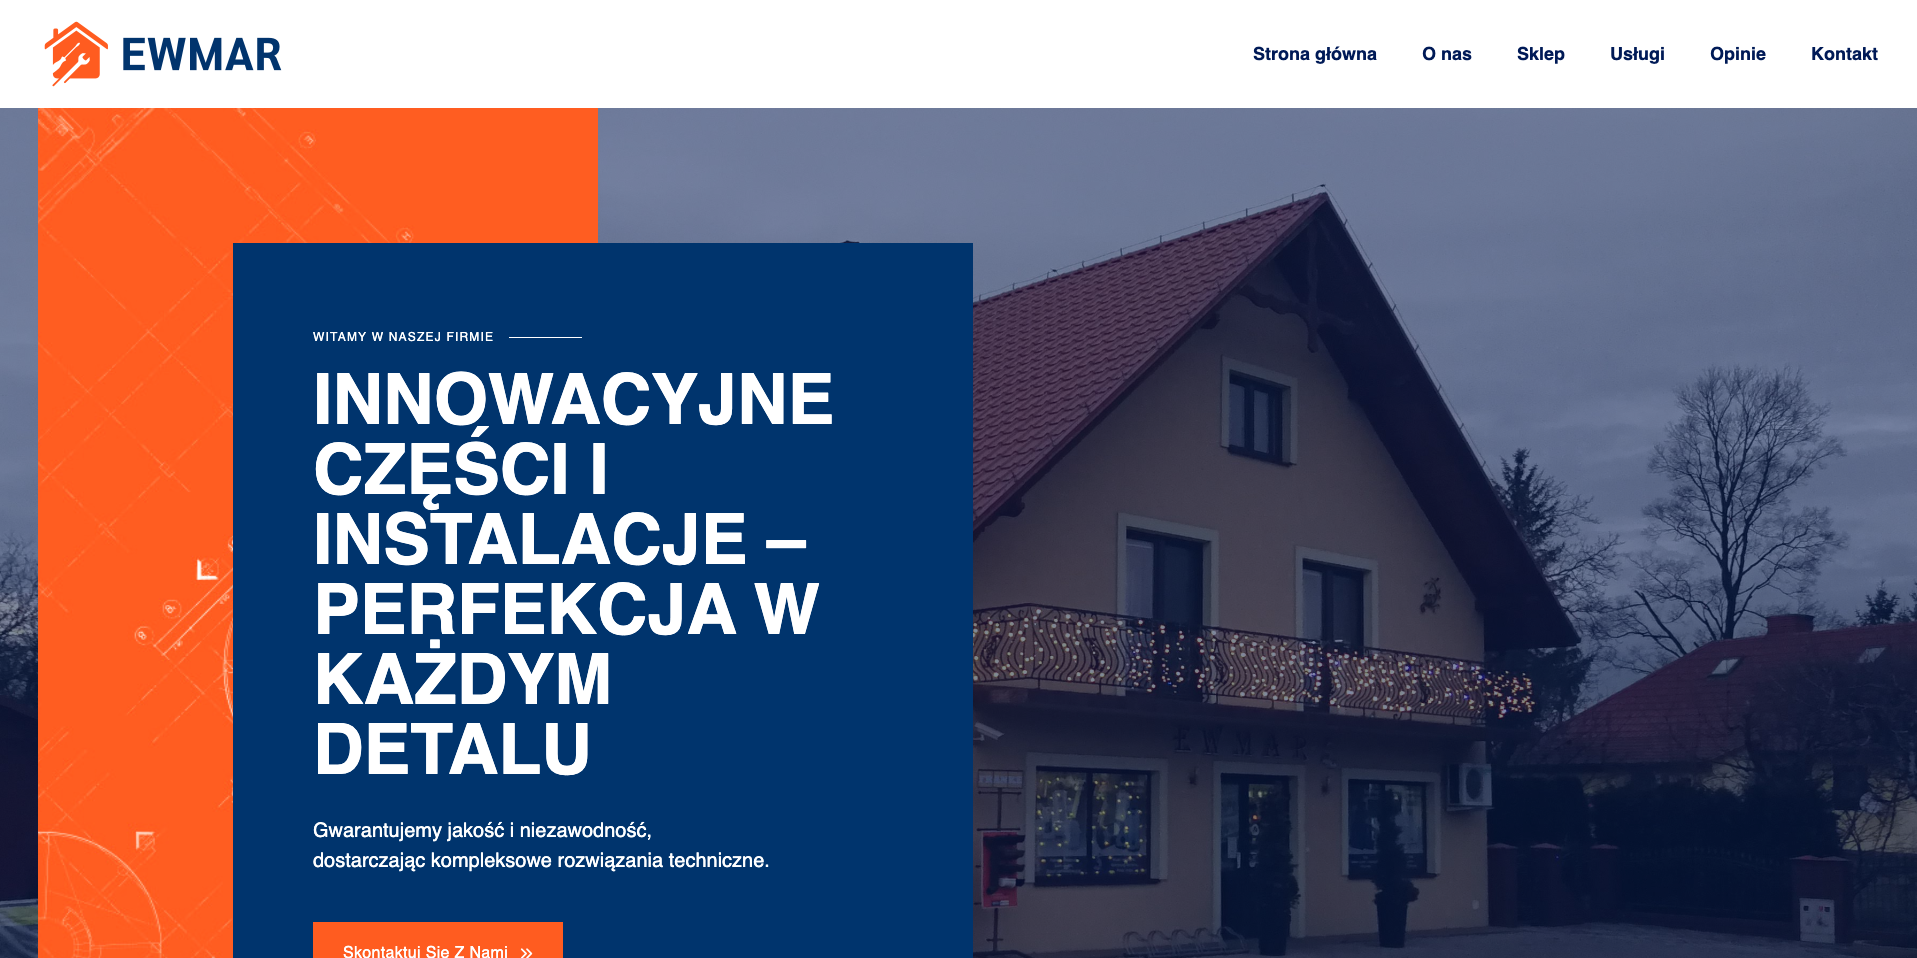 EWMAR
Strona główna
O nas
Sklep
Usługi
Opinie
Kontakt
WITAMY W NASZEJ FIRMIE
INNOWACYJNE
CZĘŚCI I
INSTALACJE –
PERFEKCJA W
KAŻDYM
DETALU
EWMAR
Gwarantujemy jakość i niezawodność,
dostarczając kompleksowe rozwiązania techniczne.
Skontaktuj Się Z Nami »